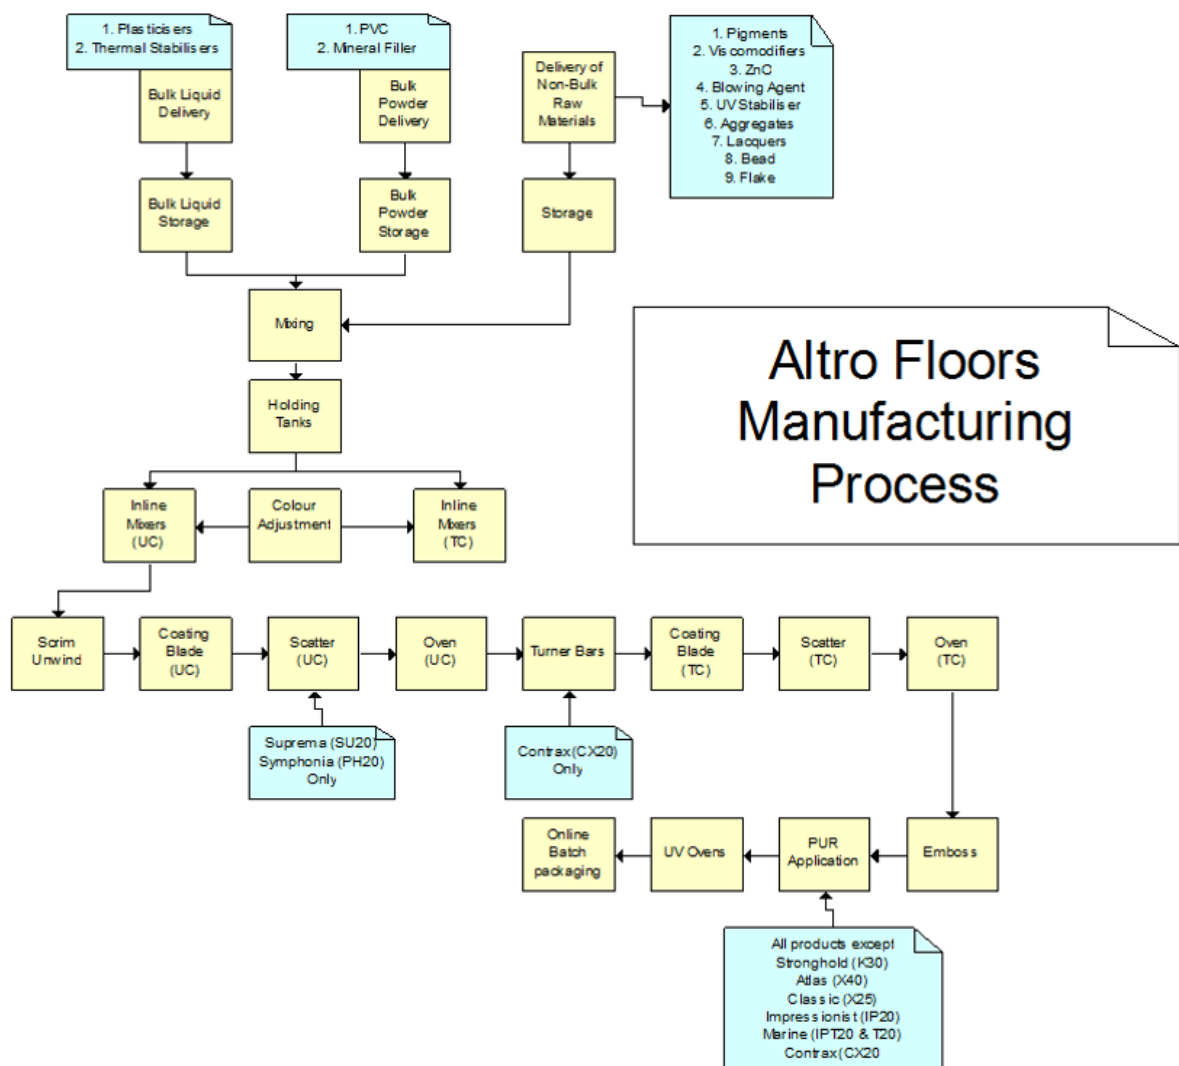 1. Plasticisers
2. Thermal Stabilisers
1. PVC
2. Mineral Filler
1. Pigments
2. Viscomodifiers
3. ZnO
4. Blowing Agent
5. UV Stabiliser
6. Aggregates
7. Lacquers
8. Bead
9. Flake
Bulk Liquid
Delivery
Bulk
Powder
Delivery
Delivery of
Non-Bulk
Raw
Materials
Bulk Liquid
Storage
Bulk
Powder
Storage
Storage
Mixing
Altro Floors
Manufacturing
Process
Holding
Tanks
Inline
Mixers
(UC)
Colour
Adjustment
Inline
Mixers
(TC)
Scrim
Unwind
Coating
Blade
(UC)
Scatter
(UC)
Oven
(UC)
Turner Bars
Coating
Blade
(TC)
Scatter
(TC)
Oven
(TC)
Suprema (SU20)
Symphonia (PH20)
Only
Contrax(CX20)
Only
Online
Batch
packaging
UV Ovens
PUR
Application
Emboss
All products except
Stronghold (K30)
Atlas (X40)
Classic (X25)
Impressionist (IP20)
Marine (IPT20 & T20)
Contrax(CX20